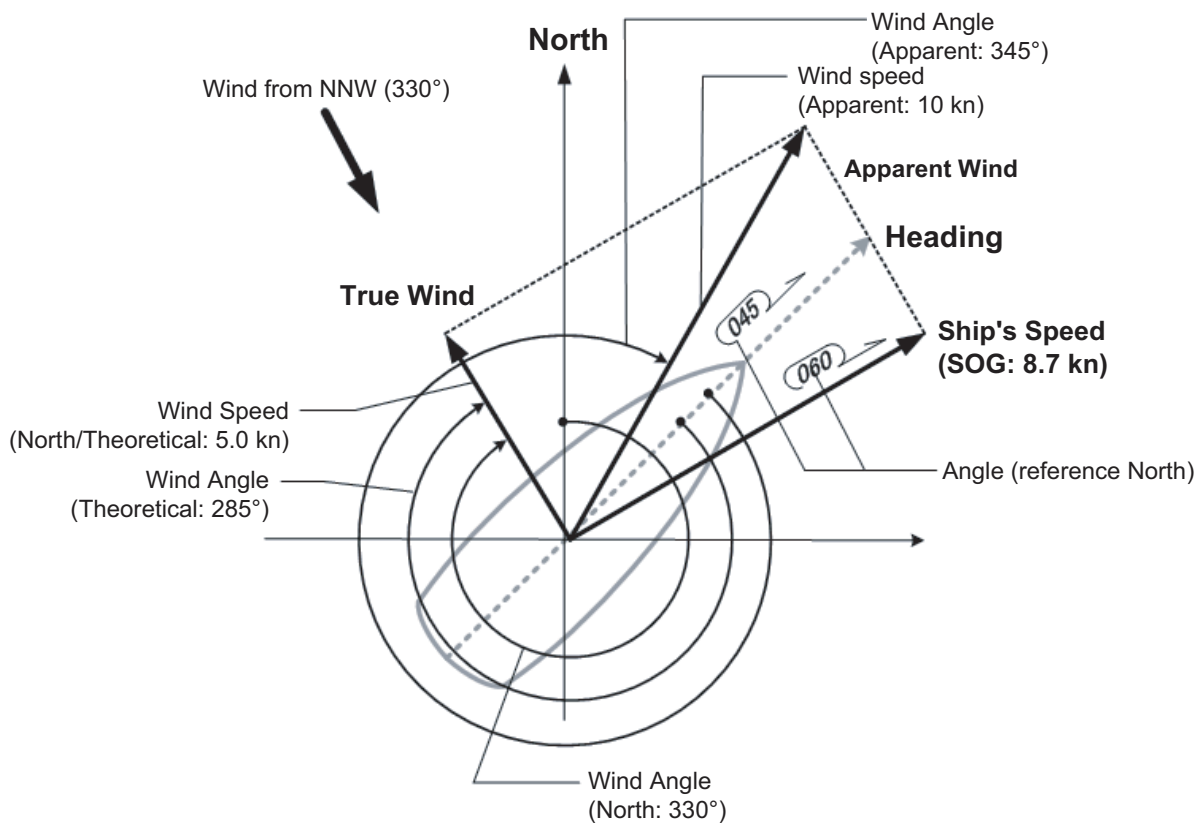 Wind Angle
(Apparent: 345°)
North
Wind speed
(Apparent: 10 kn)
Wind from NNW (330°)
Apparent Wind
Heading
True Wind
045
Ship's Speed
(SOG: 8.7 kn)
060
Wind Speed
(North/Theoretical: 5.0 kn)
Angle (reference North)
Wind Angle
(Theoretical: 285°)
Wind Angle
(North: 330°)